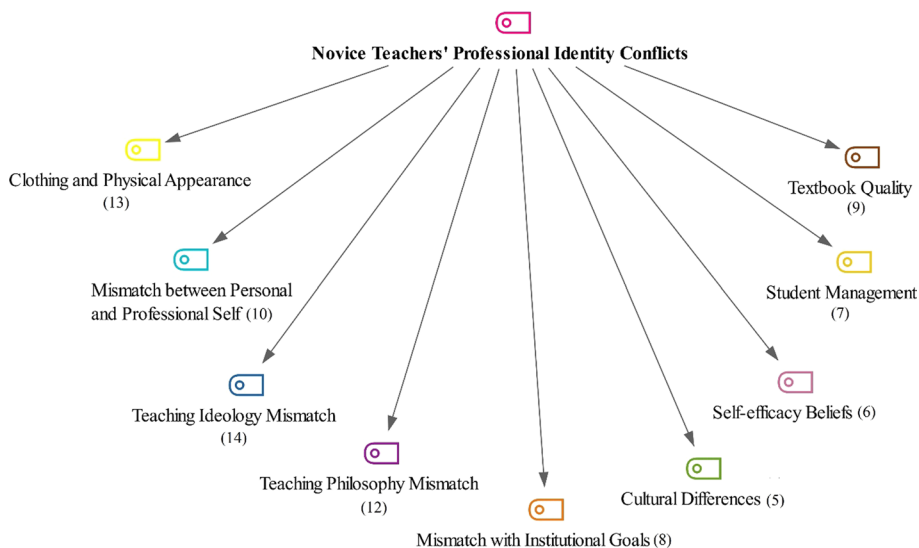 Novice Teachers' Professional Identity Conflicts
Clothing and Physical Appearance
(13)
Mismatch between Personal
and Professional Self (10)
Teaching Ideology Mismatch
(14)
Teaching Philosophy Mismatch
(12)
Mismatch with Institutional Goals (8)
Cultural Differences (5)
Self-efficacy Beliefs (6)
Student Management
(7)
Textbook Quality
(9)